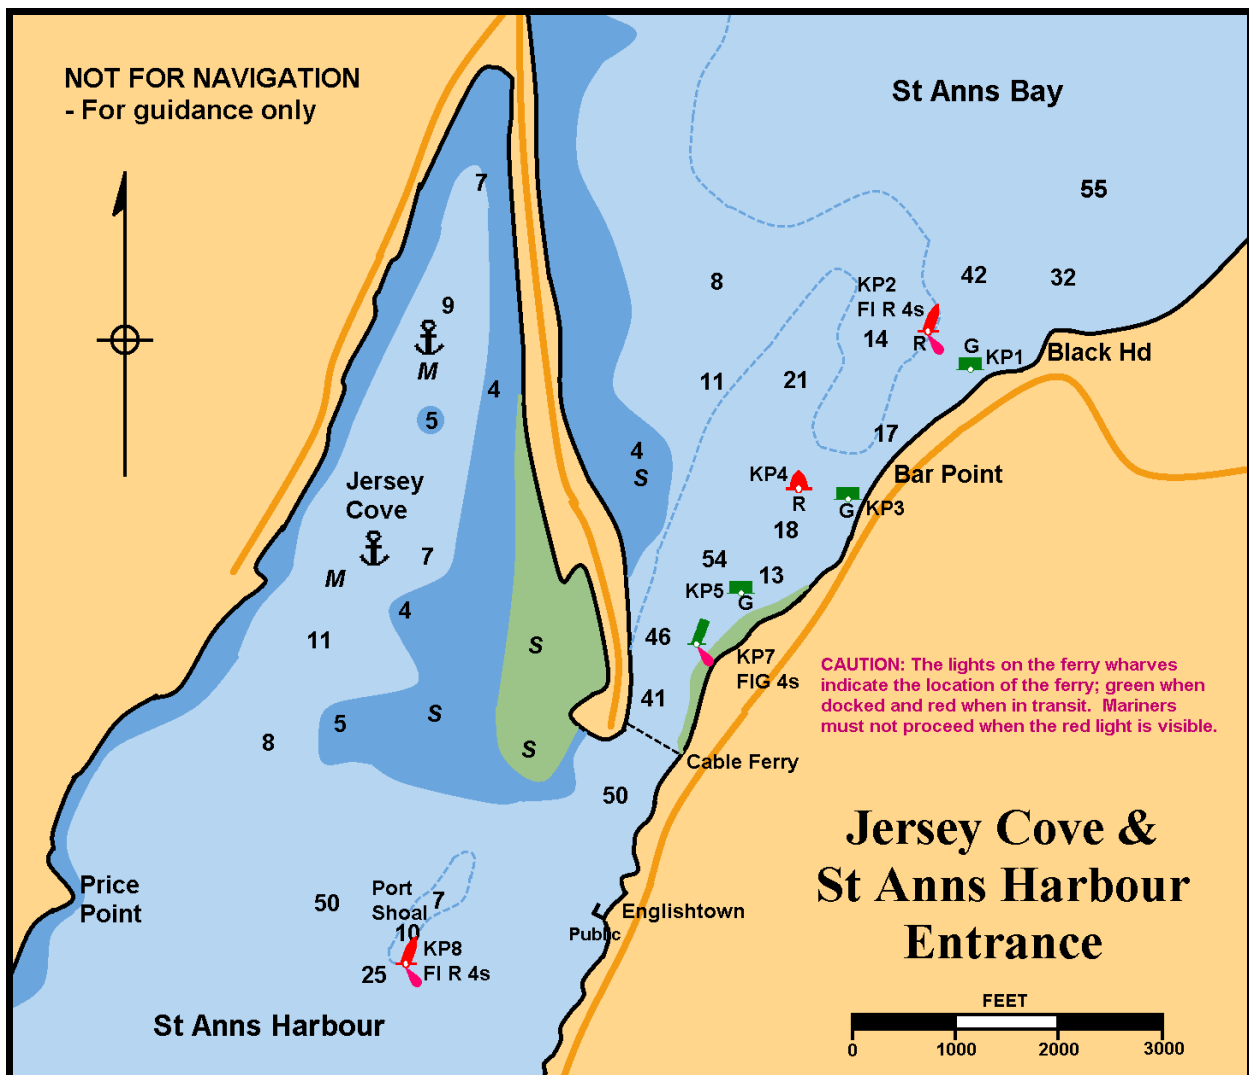 NOT FOR NAVIGATION
- For guidance only
St Anns Bay
7
55
8
42
32
KP2
Fl R 4s
9
14
R
G
KP1
Black Hd
M
11
21
4
5
17
4
S
KP4
R
Bar Point
G
KP3
Jersey
Cove
18
7
M
54
13
KP5
G
4
11
S
46
KP7
FlG 4s
CAUTION: The lights on the ferry wharves
indicate the location of the ferry; green when
docked and red when in transit. Mariners
must not proceed when the red light is visible.
41
S
5
8
S
Cable Ferry
50
Jersey Cove &
St Anns Harbour
Entrance
Price
Point
50
Port
Shoal
7
10
KP8
Fl R 4s
25
Englishtown
Public
St Anns Harbour
FEET
0 1000 2000 3000